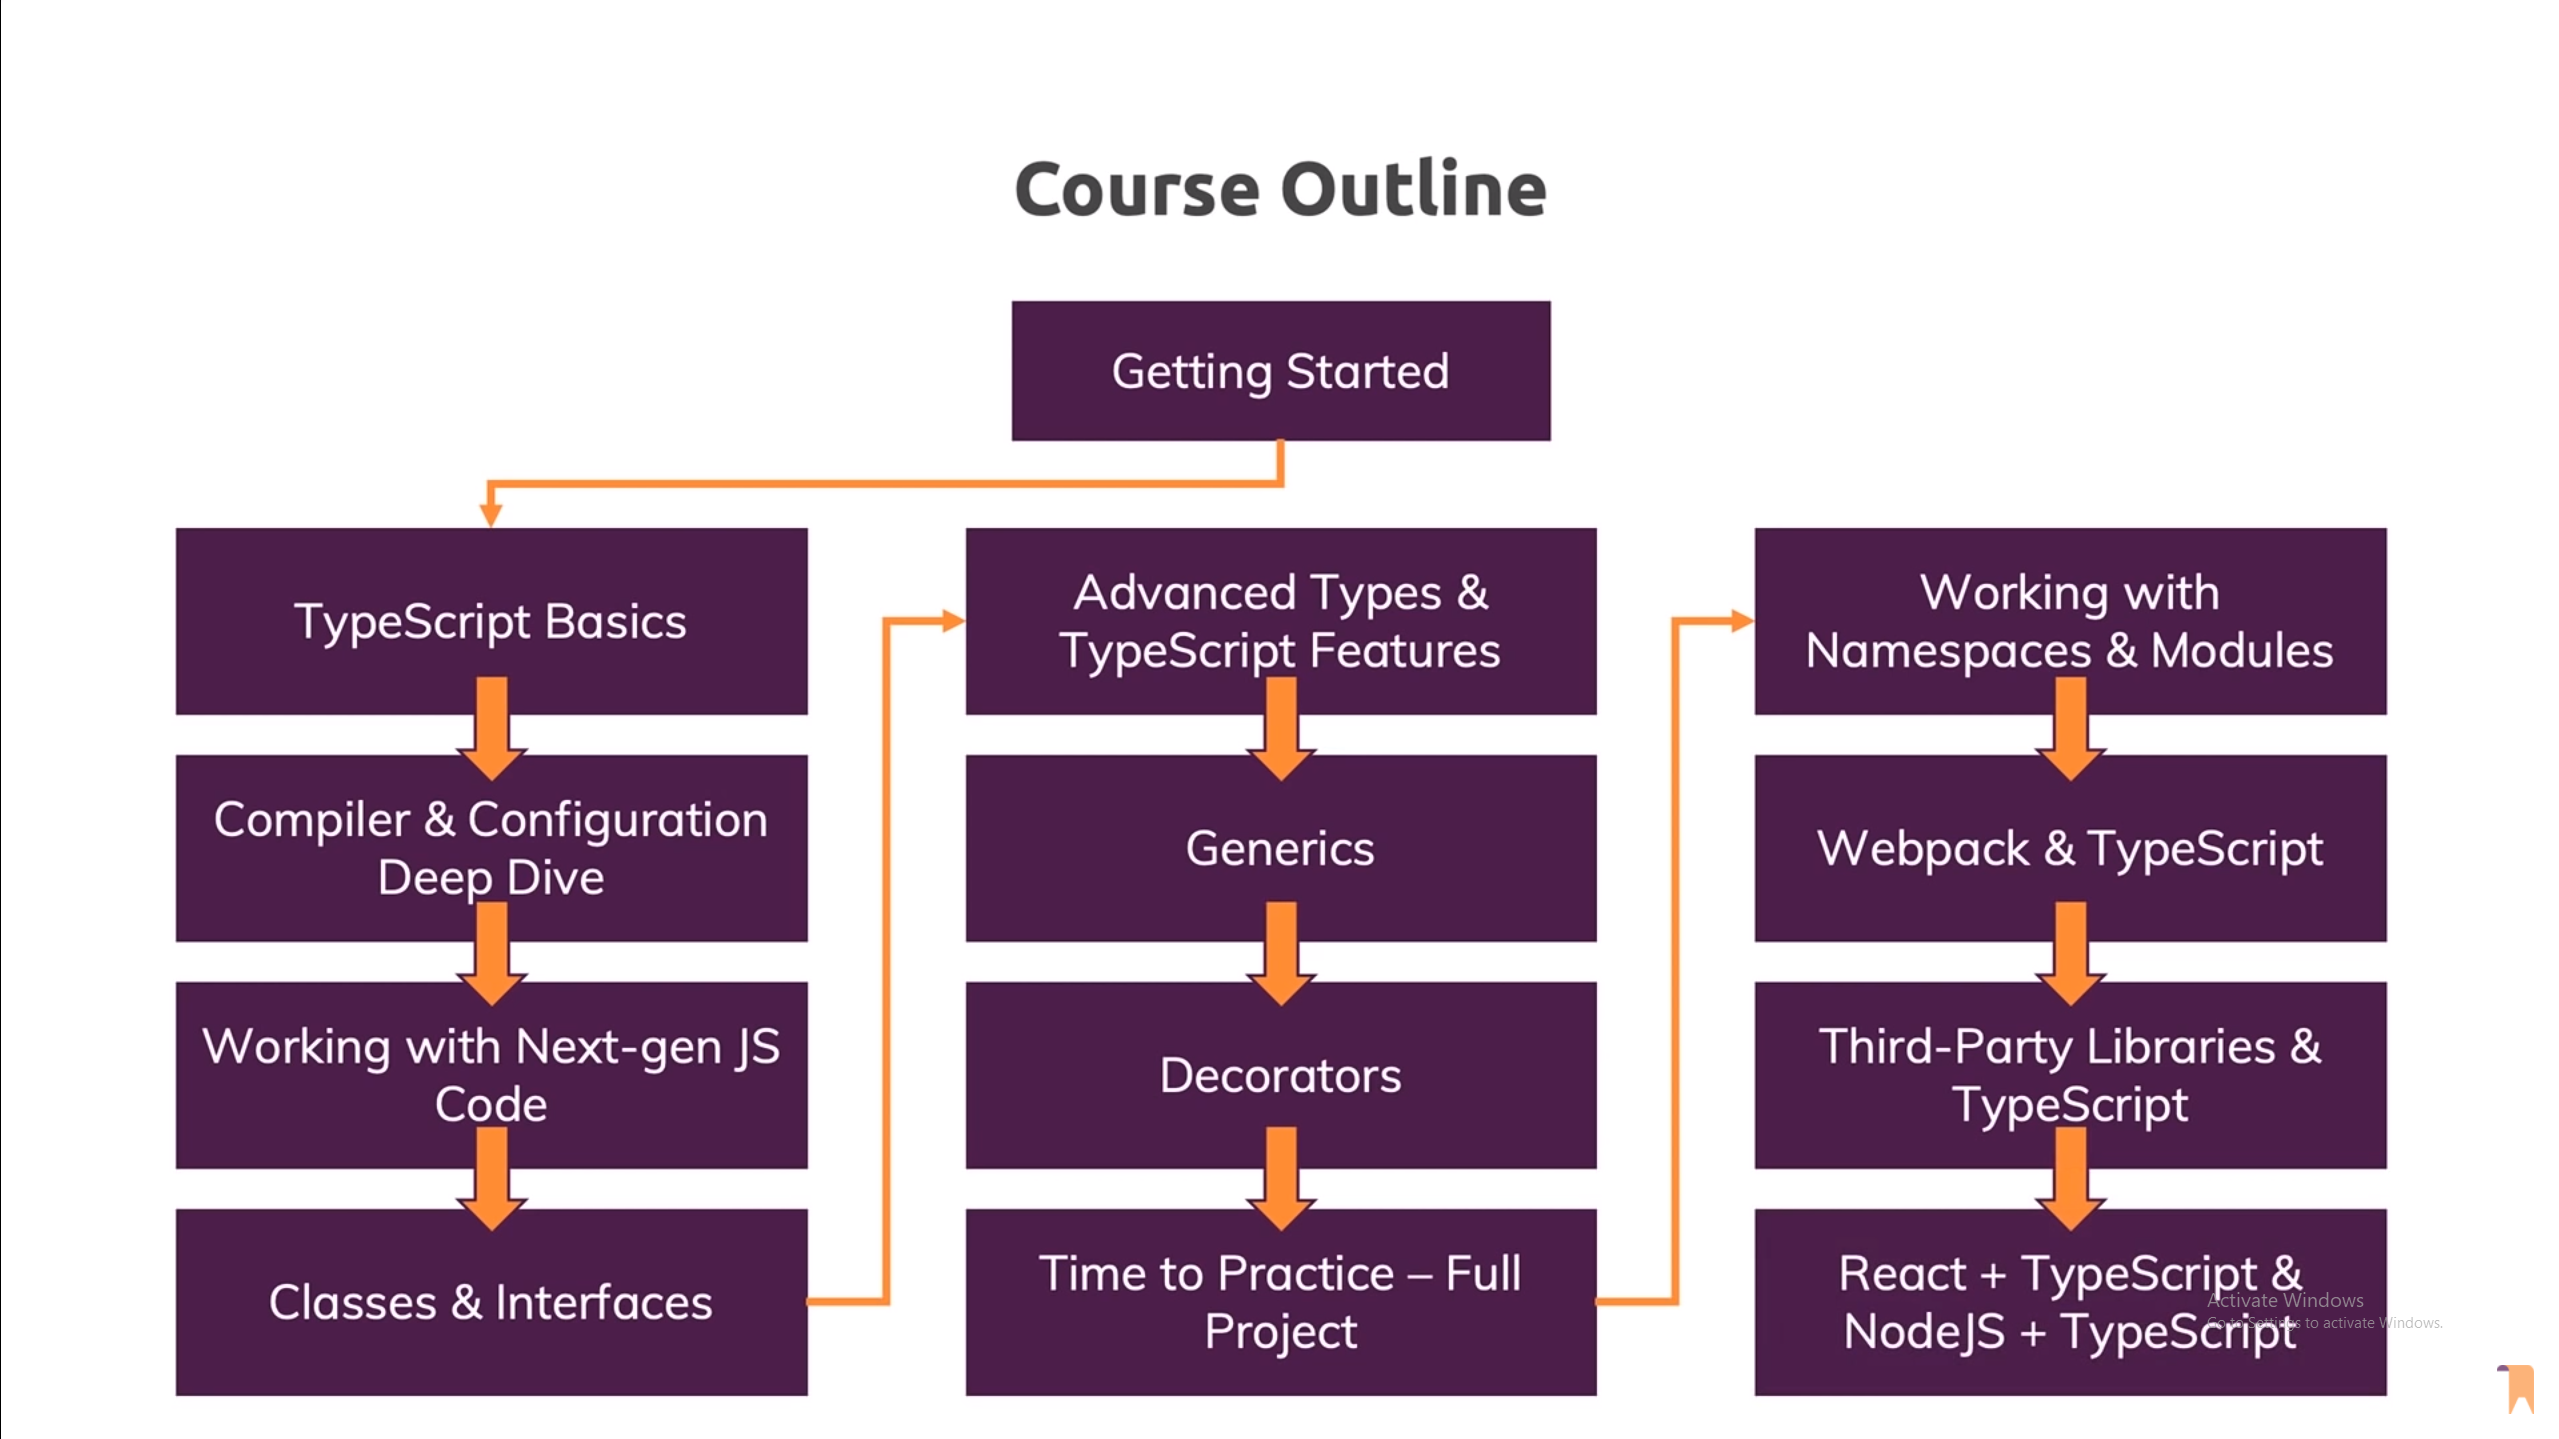 Course Outline
Getting Started
TypeScript Basics
Compiler & Configuration
Deep Dive
Working with Next-gen JS
Code
Classes & Interfaces
Advanced Types &
TypeScript Features
Generics
Decorators
Time to Practice – Full
Project
Working with
Namespaces & Modules
Webpack & TypeScript
Third-Party Libraries &
TypeScript
React + TypeScript &
NodeJS + TypeScript
Activate Windows
Go to Settings to activate Windows.